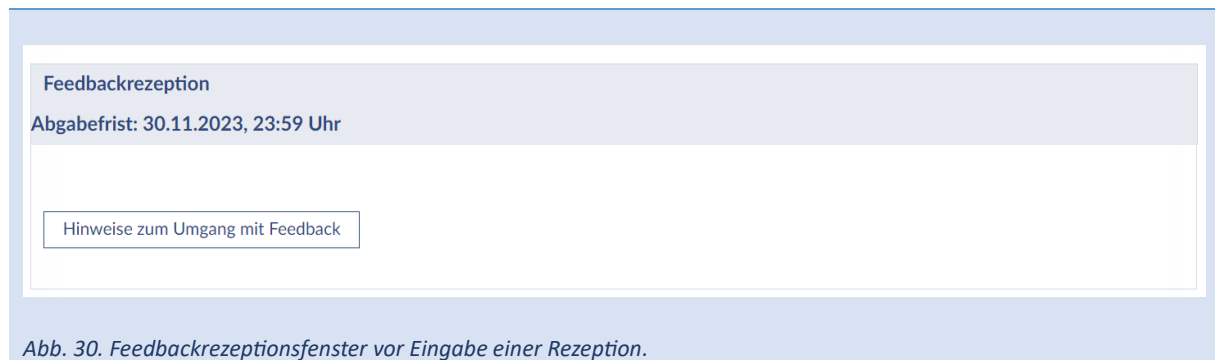 Feedbackrezeption
Abgabefrist: 30.11.2023, 23:59 Uhr
Hinweise zum Umgang mit Feedback
Abb. 30. Feedbackrezeptionsfenster vor Eingabe einer Rezeption.